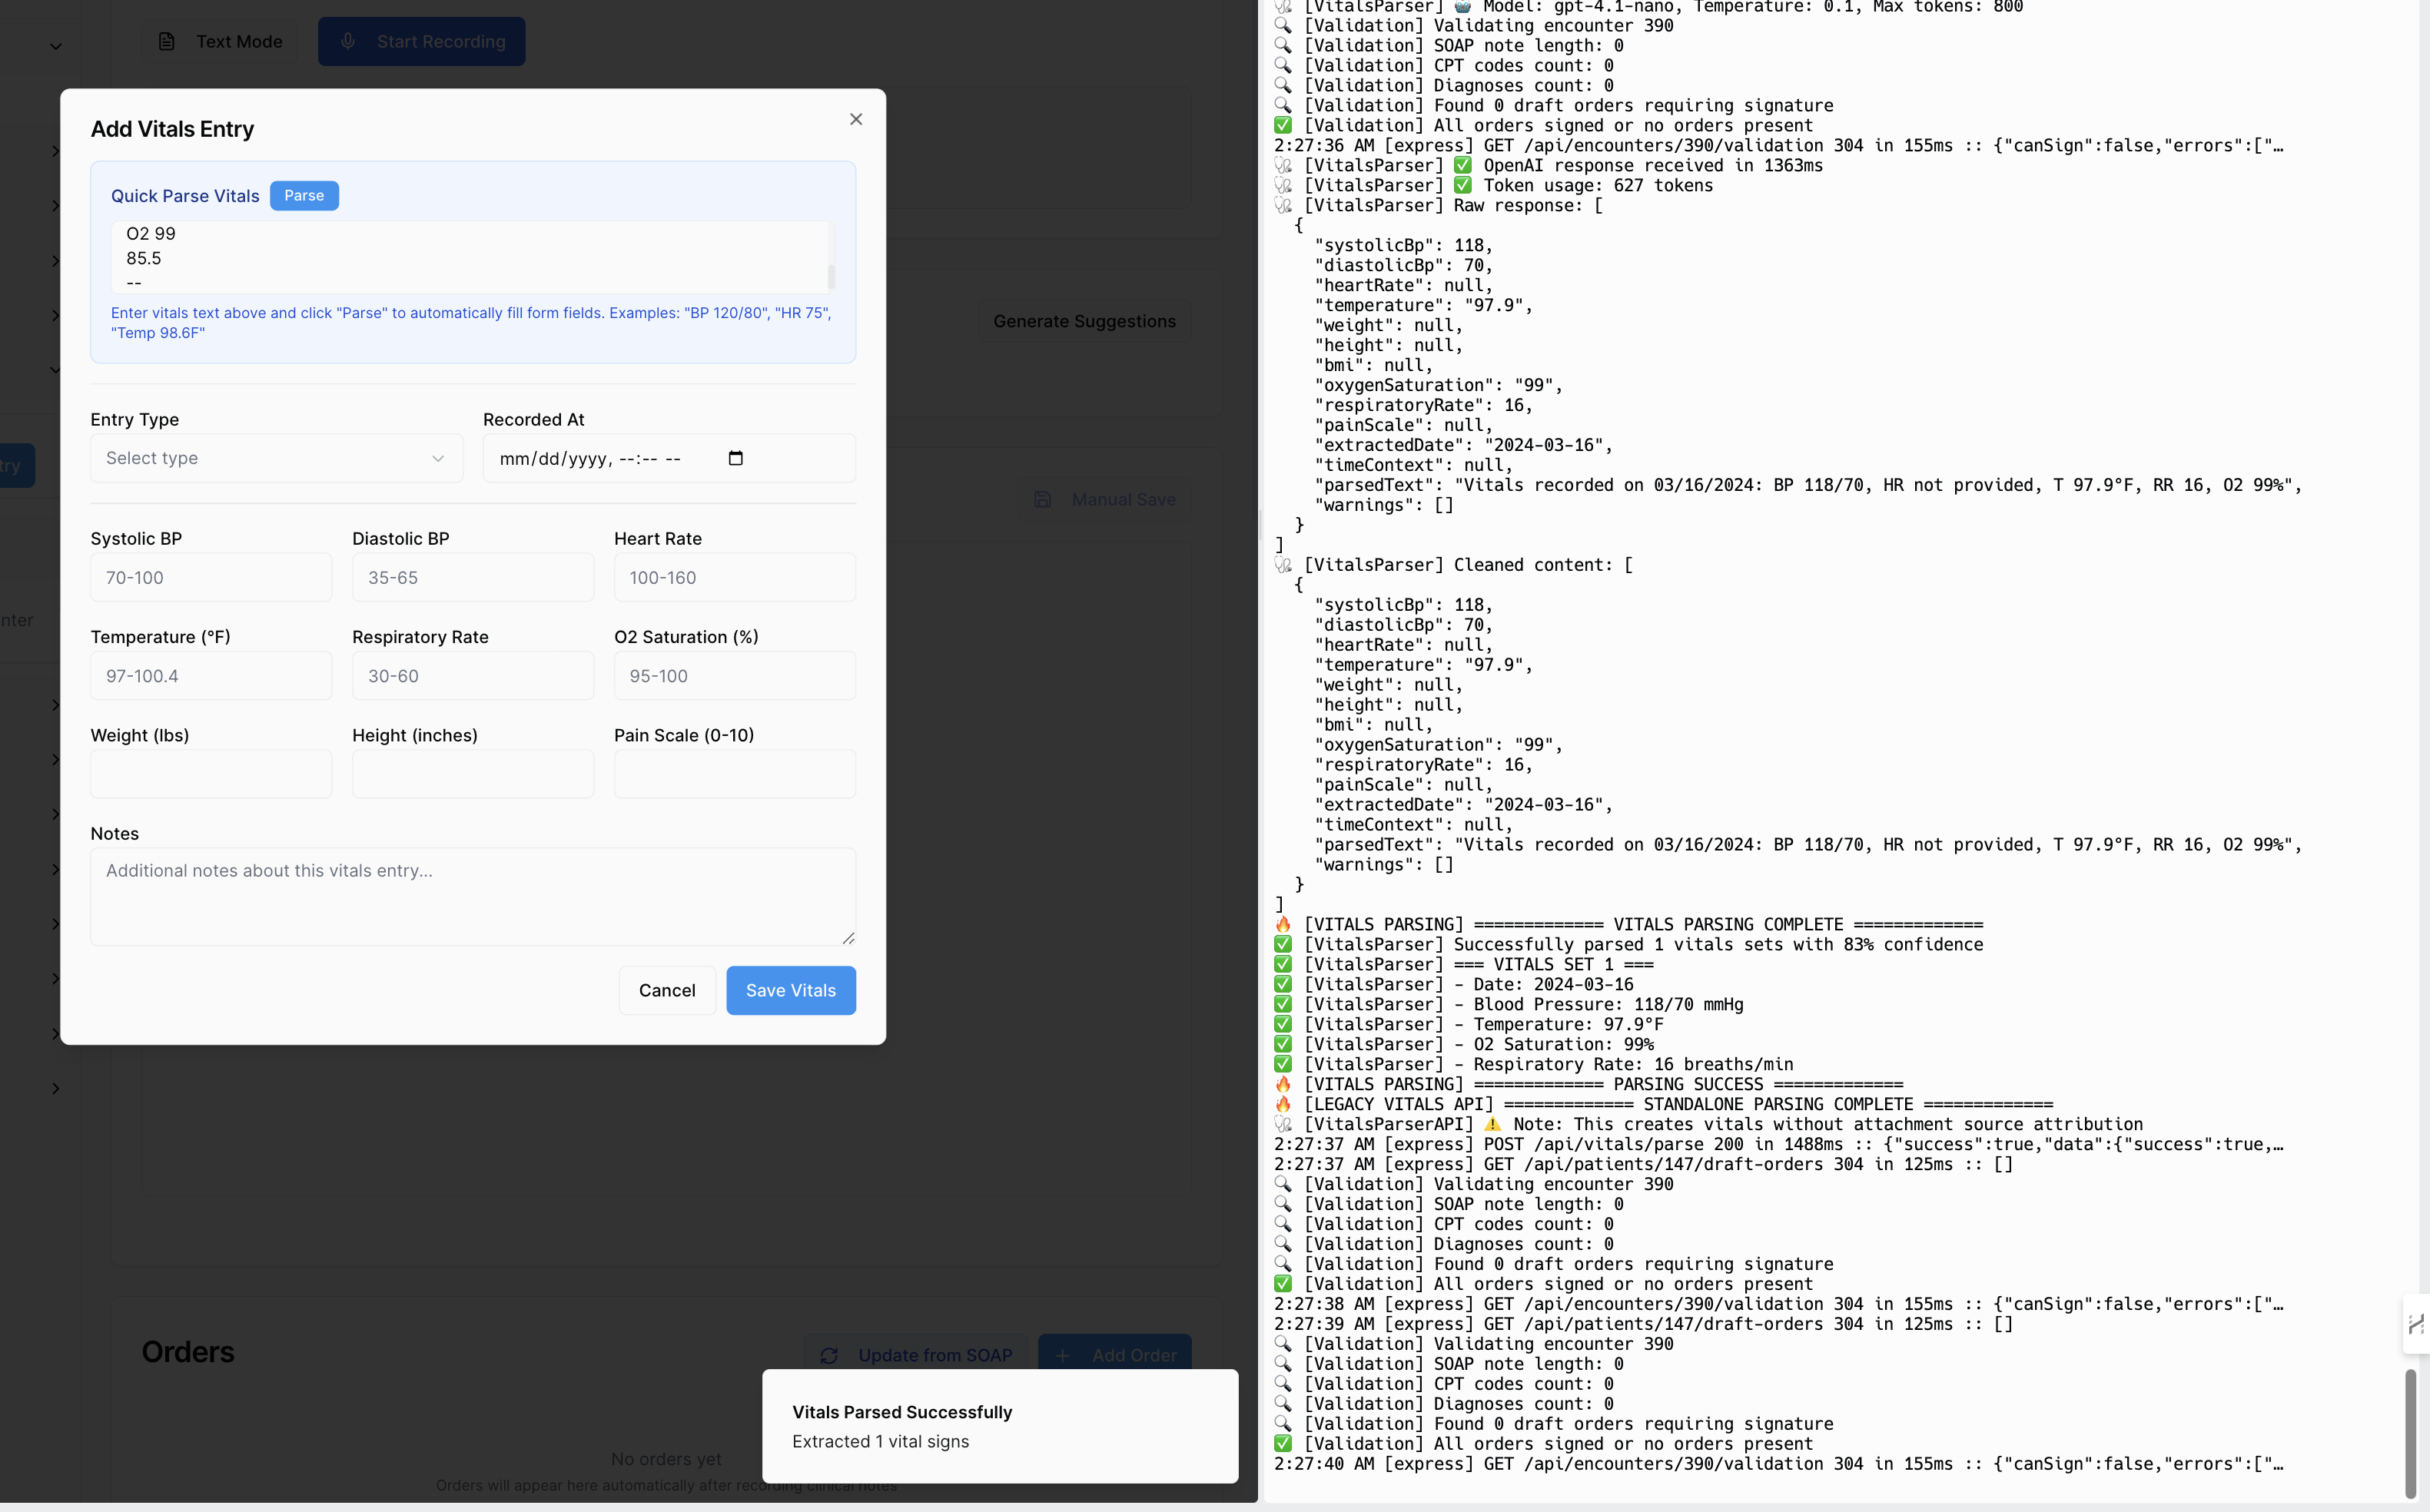 Text Mode
Start Recording
Add Vitals Entry
Quick Parse Vitals
Parse
O2 99
85.5
--
Enter vitals text above and click "Parse" to automatically fill form fields. Examples: "BP 120/80", "HR 75",
"Temp 98.6F"
Generate Suggestions
Entry Type
Recorded At
Select type
mm/dd/yyyy, --:-- --
try
Manual Save
Systolic BP
Diastolic BP
Heart Rate
70-100
35-65
100-160
nter
Temperature (°F)
Respiratory Rate
O2 Saturation (%)
97-100.4
30-60
95-100
Weight (lbs)
Height (inches)
Pain Scale (0-10)
Notes
Additional notes about this vitals entry...
Cancel
Save Vitals
Orders
Update from SOAP
+ Add Order
No orders yet
Orders will appear here automatically after recording clinical notes
Vitals Parsed Successfully
Extracted 1 vital signs
[VitalsParser] 🤖 Model: gpt-4.1-nano, Temperature: 0.1, Max tokens: 800
🔍 [Validation] Validating encounter 390
🔍 [Validation] SOAP note length: 0
🔍 [Validation] CPT codes count: 0
🔍 [Validation] Diagnoses count: 0
🔍 [Validation] Found 0 draft orders requiring signature
✅ [Validation] All orders signed or no orders present
2:27:36 AM [express] GET /api/encounters/390/validation 304 in 155ms :: {"canSign":false,"errors":["…
🩺 [VitalsParser] ✅ OpenAI response received in 1363ms
🩺 [VitalsParser] ✅ Token usage: 627 tokens
🩺 [VitalsParser] Raw response: [
{
"systolicBp": 118,
"diastolicBp": 70,
"heartRate": null,
"temperature": "97.9",
"weight": null,
"height": null,
"bmi": null,
"oxygenSaturation": "99",
"respiratoryRate": 16,
"painScale": null,
"extractedDate": "2024-03-16",
"timeContext": null,
"parsedText": "Vitals recorded on 03/16/2024: BP 118/70, HR not provided, T 97.9°F, RR 16, O2 99%",
"warnings": []
}
]
🩺 [VitalsParser] Cleaned content: [
{
"systolicBp": 118,
"diastolicBp": 70,
"heartRate": null,
"temperature": "97.9",
"weight": null,
"height": null,
"bmi": null,
"oxygenSaturation": "99",
"respiratoryRate": 16,
"painScale": null,
"extractedDate": "2024-03-16",
"timeContext": null,
"parsedText": "Vitals recorded on 03/16/2024: BP 118/70, HR not provided, T 97.9°F, RR 16, O2 99%",
"warnings": []
}
]
🔥 [VITALS PARSING] ============= VITALS PARSING COMPLETE =============
✅ [VitalsParser] Successfully parsed 1 vitals sets with 83% confidence
✅ [VitalsParser] === VITALS SET 1 ===
✅ [VitalsParser] - Date: 2024-03-16
✅ [VitalsParser] - Blood Pressure: 118/70 mmHg
✅ [VitalsParser] - Temperature: 97.9°F
✅ [VitalsParser] - O2 Saturation: 99%
✅ [VitalsParser] - Respiratory Rate: 16 breaths/min
🔥 [VITALS PARSING] ============= PARSING SUCCESS =============
🔥 [LEGACY VITALS API] ============= STANDALONE PARSING COMPLETE =============
🩺 [VitalsParserAPI] ⚠️ Note: This creates vitals without attachment source attribution
2:27:37 AM [express] POST /api/vitals/parse 200 in 1488ms :: {"success":true,"data":{"success":true,…
2:27:37 AM [express] GET /api/patients/147/draft-orders 304 in 125ms :: []
🔍 [Validation] Validating encounter 390
🔍 [Validation] SOAP note length: 0
🔍 [Validation] CPT codes count: 0
🔍 [Validation] Diagnoses count: 0
🔍 [Validation] Found 0 draft orders requiring signature
✅ [Validation] All orders signed or no orders present
2:27:38 AM [express] GET /api/encounters/390/validation 304 in 155ms :: {"canSign":false,"errors":["…
2:27:39 AM [express] GET /api/patients/147/draft-orders 304 in 125ms :: []
🔍 [Validation] Validating encounter 390
🔍 [Validation] SOAP note length: 0
🔍 [Validation] CPT codes count: 0
🔍 [Validation] Diagnoses count: 0
🔍 [Validation] Found 0 draft orders requiring signature
✅ [Validation] All orders signed or no orders present
2:27:40 AM [express] GET /api/encounters/390/validation 304 in 155ms :: {"canSign":false,"errors":["…